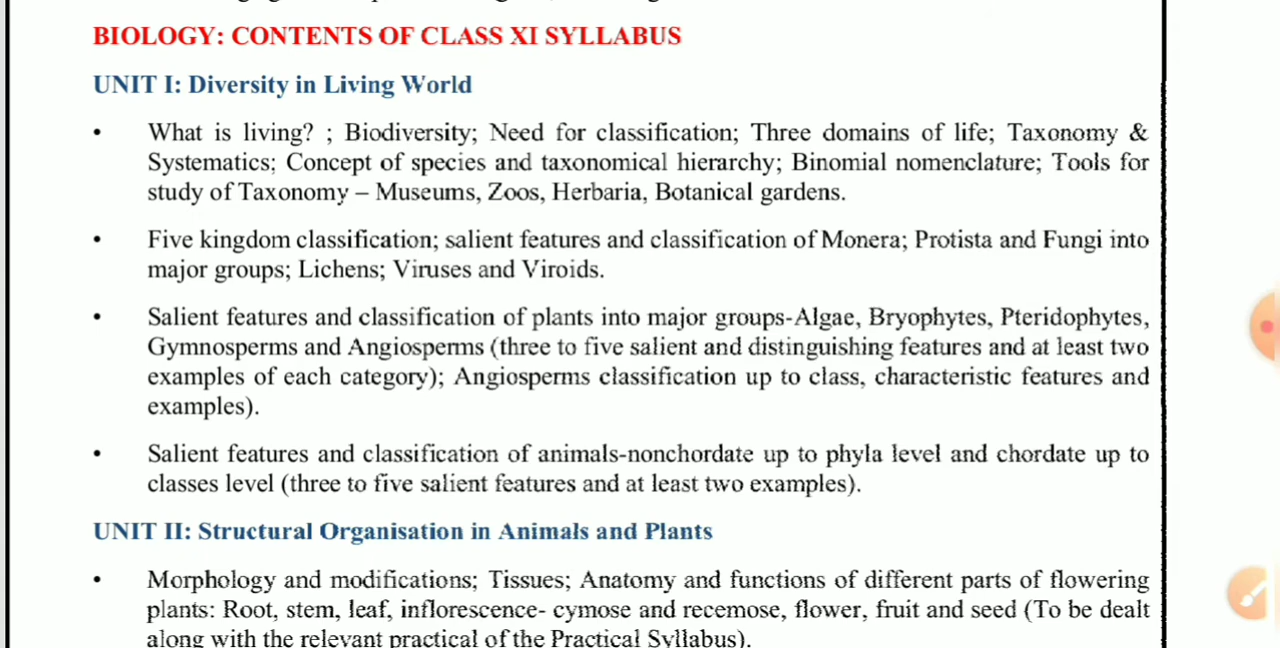 BIOLOGY: CONTENTS OF CLASS XI SYLLABUS
UNIT I: Diversity in Living World
• What is living? ; Biodiversity; Need for classification; Three domains of life; Taxonomy &
Systematics; Concept of species and taxonomical hierarchy; Binomial nomenclature; Tools for
study of Taxonomy – Museums, Zoos, Herbaria, Botanical gardens.
• Five kingdom classification; salient features and classification of Monera; Protista and Fungi into
major groups; Lichens; Viruses and Viroids.
• Salient features and classification of plants into major groups-Algae, Bryophytes, Pteridophytes,
Gymnosperms and Angiosperms (three to five salient and distinguishing features and at least two
examples of each category); Angiosperms classification up to class, characteristic features and
examples).
• Salient features and classification of animals-nonchordate up to phyla level and chordate up to
classes level (three to five salient features and at least two examples).
UNIT II: Structural Organisation in Animals and Plants
• Morphology and modifications; Tissues; Anatomy and functions of different parts of flowering
plants: Root, stem, leaf, inflorescence- cymose and recemose, flower, fruit and seed (To be dealt
along with the relevant practical of the Practical Syllabus).